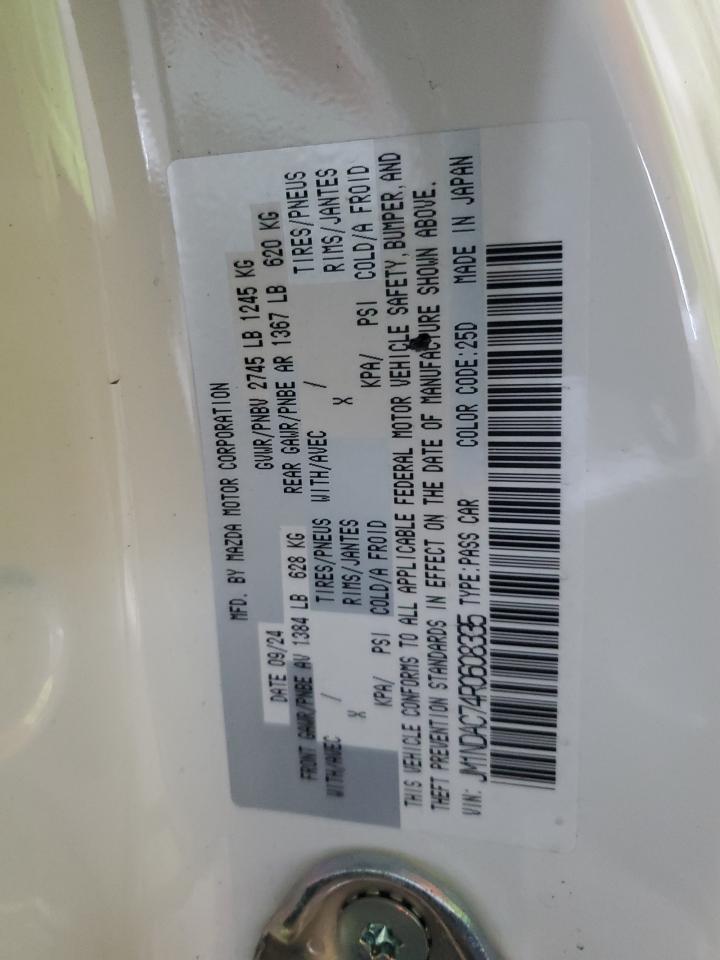 MFD. BY MAZDA MOTOR CORPORATION
DATE 09/24 GVWR/PNBV 2745 LB 1245 KG
FRONT GAWR/PNBE AV 1384 LB 628 KG REAR GAWR/PNBE AR 1367 LB 620 KG
WITH/AVEC / TIRES/PNEUS WITH/AVEC / TIRES/PNEUS
X RIMS/JANTES X RIMS/JANTES
KPA/ PSI COLD/A FROID KPA/ PSI COLD/A FROID
THIS VEHICLE CONFORMS TO ALL APPLICABLE FEDERAL MOTOR VEHICLE SAFETY, BUMPER, AND
THEFT PREVENTION STANDARDS IN EFFECT ON THE DATE OF MANUFACTURE SHOWN ABOVE.
VIN: JM1NDAC74R0608335 TYPE:PASS CAR COLOR CODE:25D MADE IN JAPAN